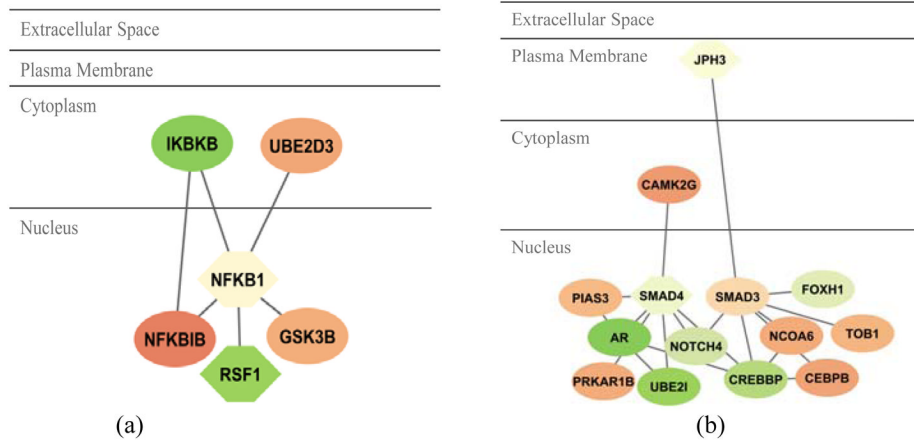 Extracellular Space
Plasma Membrane
Cytoplasm
IKBKB
UBE2D3
Nucleus
NFKB1
NFKBIB
GSK3B
RSF1
(a)
Extracellular Space
Plasma Membrane
JPH3
Cytoplasm
CAMK2G
Nucleus
PIAS3
SMAD4
SMAD3
FOXH1
AR
NOTCH4
NCOA6
TOB1
PRKAR1B
UBE2I
CREBBP
CEBPB
(b)